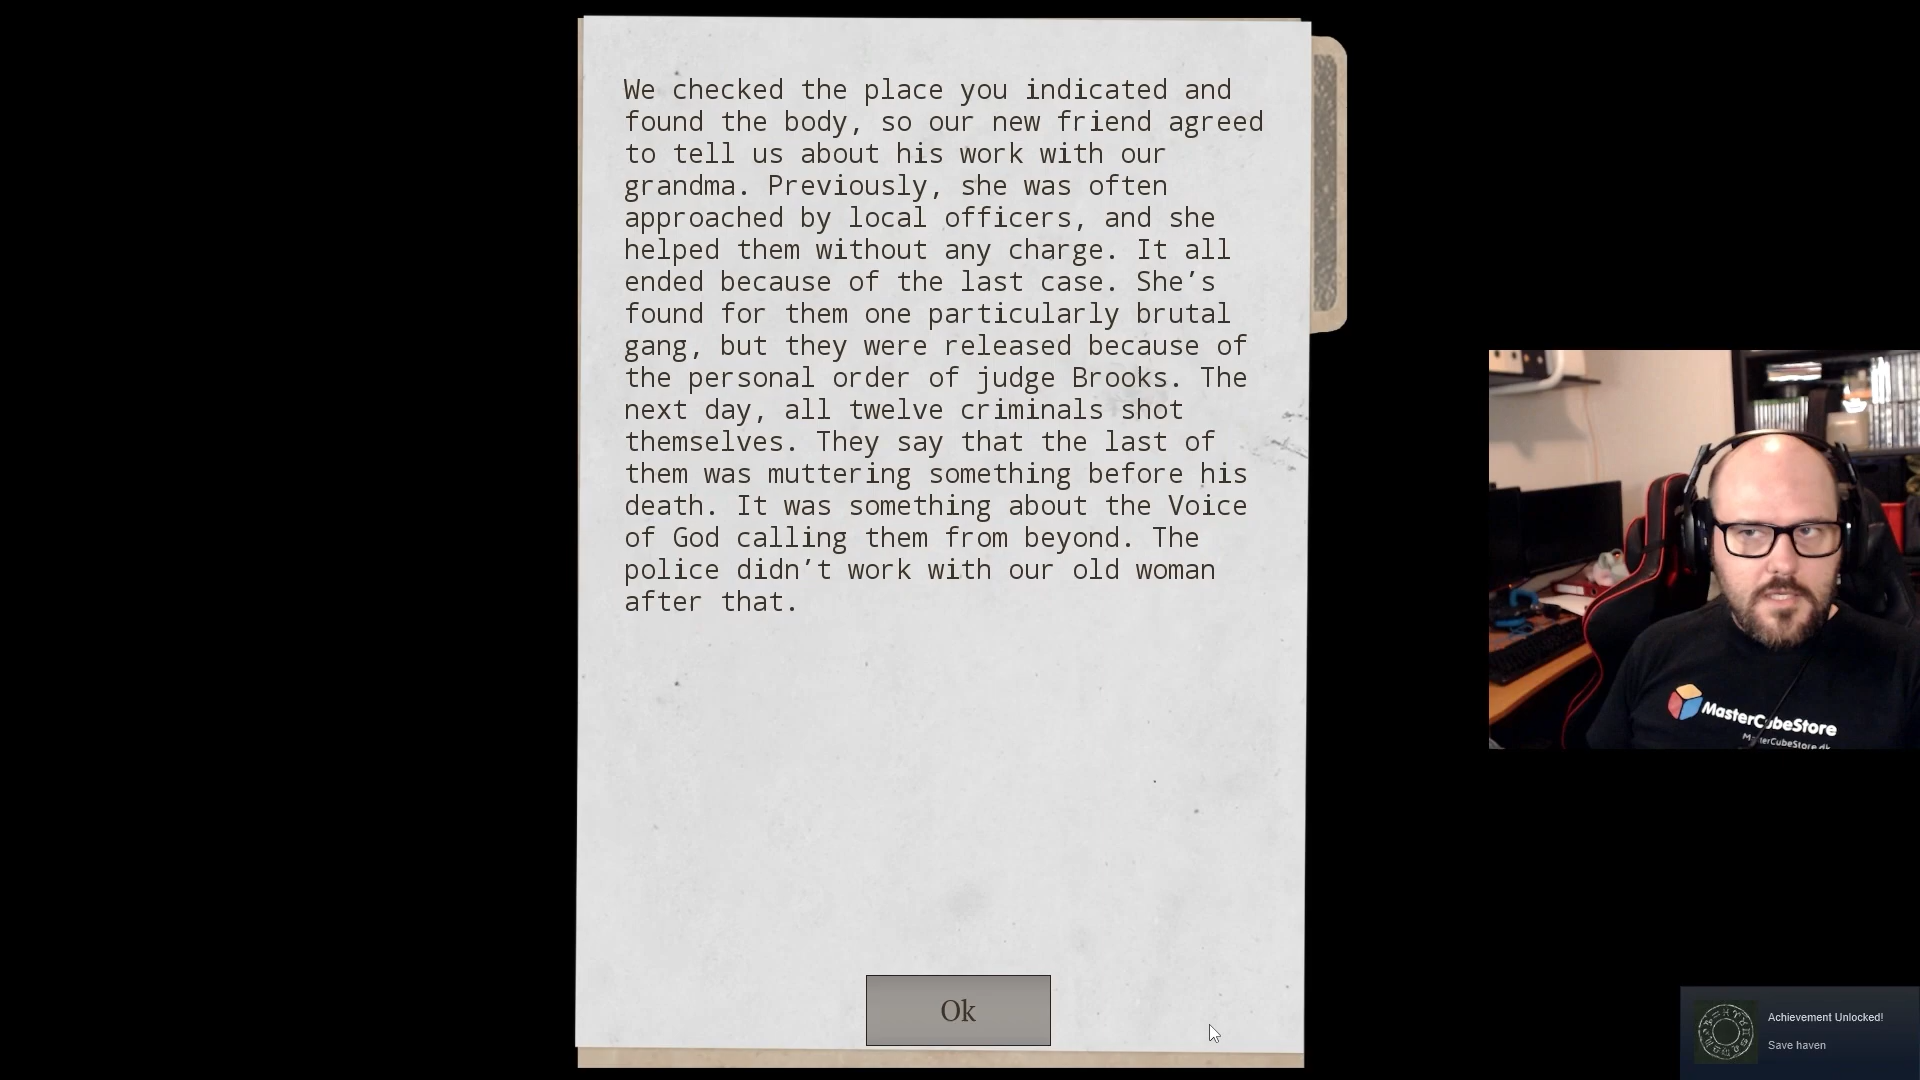 We checked the place you indicated and
found the body, so our new friend agreed
to tell us about his work with our
grandma. Previously, she was often
approached by local officers, and she
helped them without any charge. It all
ended because of the last case. She’s
found for them one particularly brutal
gang, but they were released because of
the personal order of judge Brooks. The
next day, all twelve criminals shot
themselves. They say that the last of
them was muttering something before his
death. It was something about the Voice
of God calling them from beyond. The
police didn’t work with our old woman
after that.
Ok
MasterCubeStore
Achievement Unlocked!
Save haven